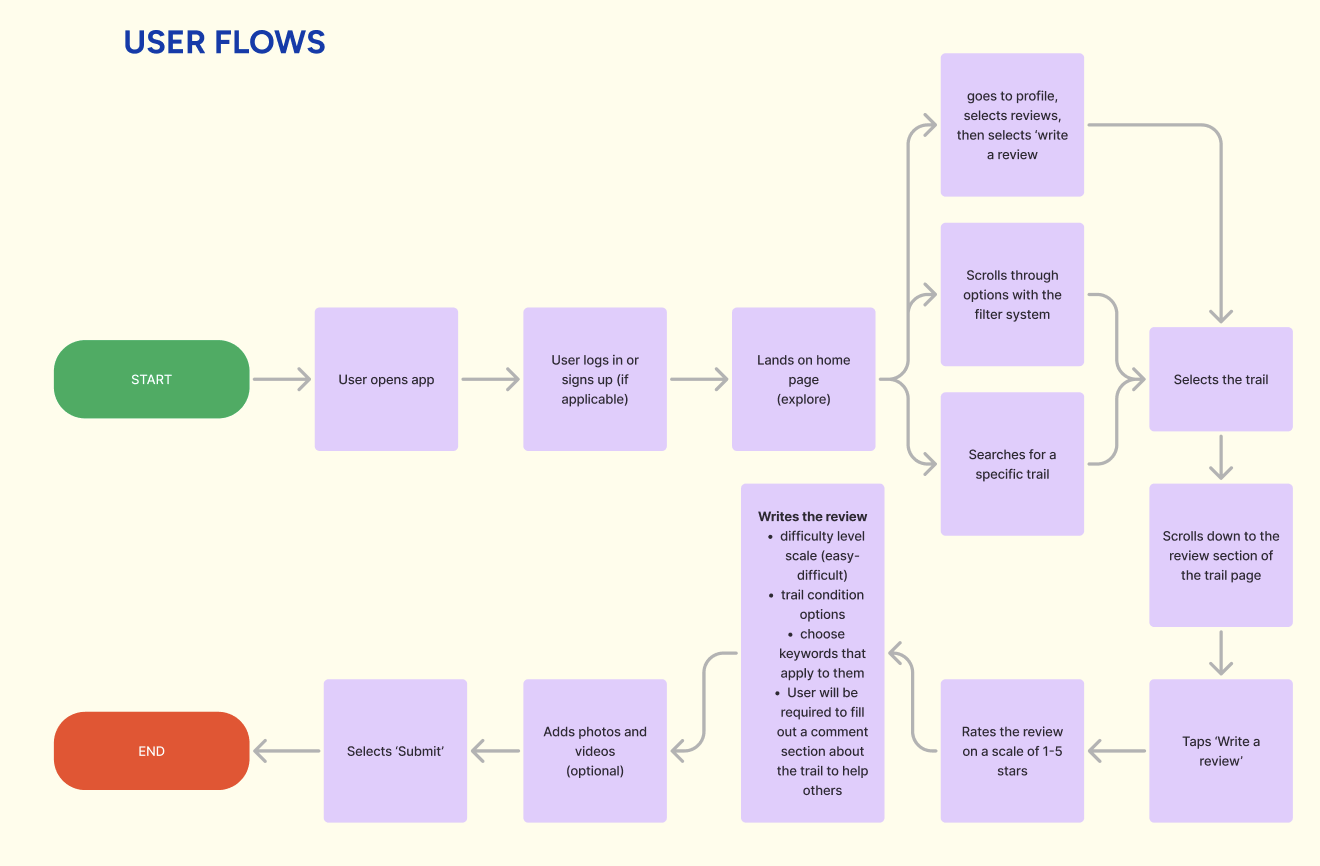 USER FLOWS
goes to profile,
selects reviews,
then selects ‘write
a review
Scrolls through
options with the
filter system
START
User opens app
User logs in or
signs up (if
applicable)
Lands on home
page
(explore)
Selects the trail
Searches for a
specific trail
Scrolls down to the
review section of
the trail page
Taps ‘Write a
review’
Rates the review
on a scale of 1-5
stars
Writes the review
• difficulty level
scale (easy-
difficult)
• trail condition
options
• choose
keywords that
apply to them
• User will be
required to fill
out a comment
section about
the trail to help
others
Adds photos and
videos
(optional)
Selects ‘Submit’
END